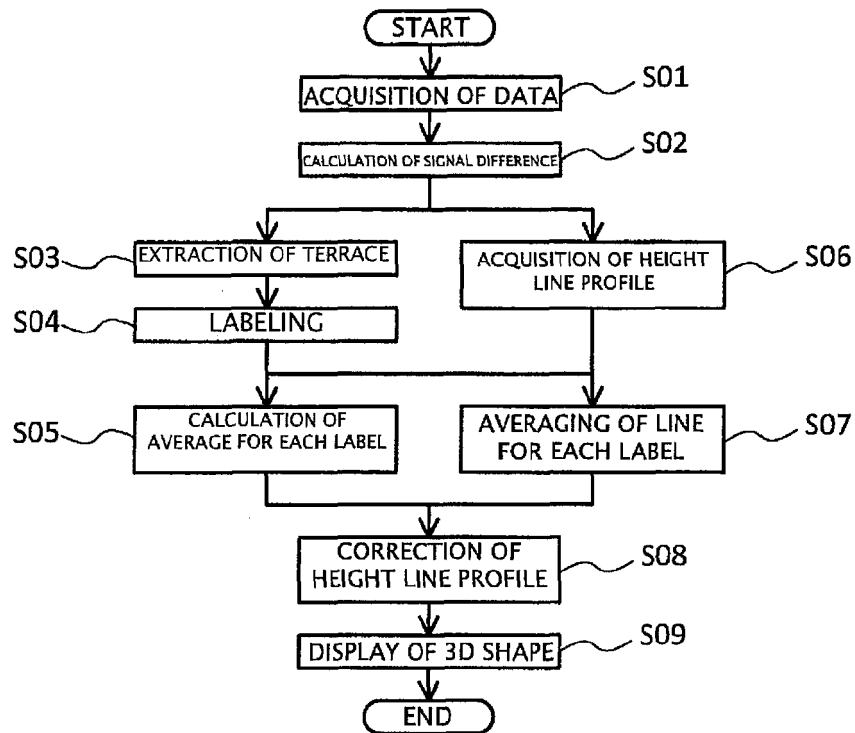 START
ACQUISITION OF DATA
S01
CALCULATION OF SIGNAL DIFFERENCE
S02
S03
EXTRACTION OF TERRACE
ACQUISITION OF HEIGHT
LINE PROFILE
S06
S04
LABELING
S05
CALCULATION OF
AVERAGE FOR EACH LABEL
AVERAGING OF LINE
FOR EACH LABEL
S07
CORRECTION OF
HEIGHT LINE PROFILE
S08
DISPLAY OF 3D SHAPE
S09
END